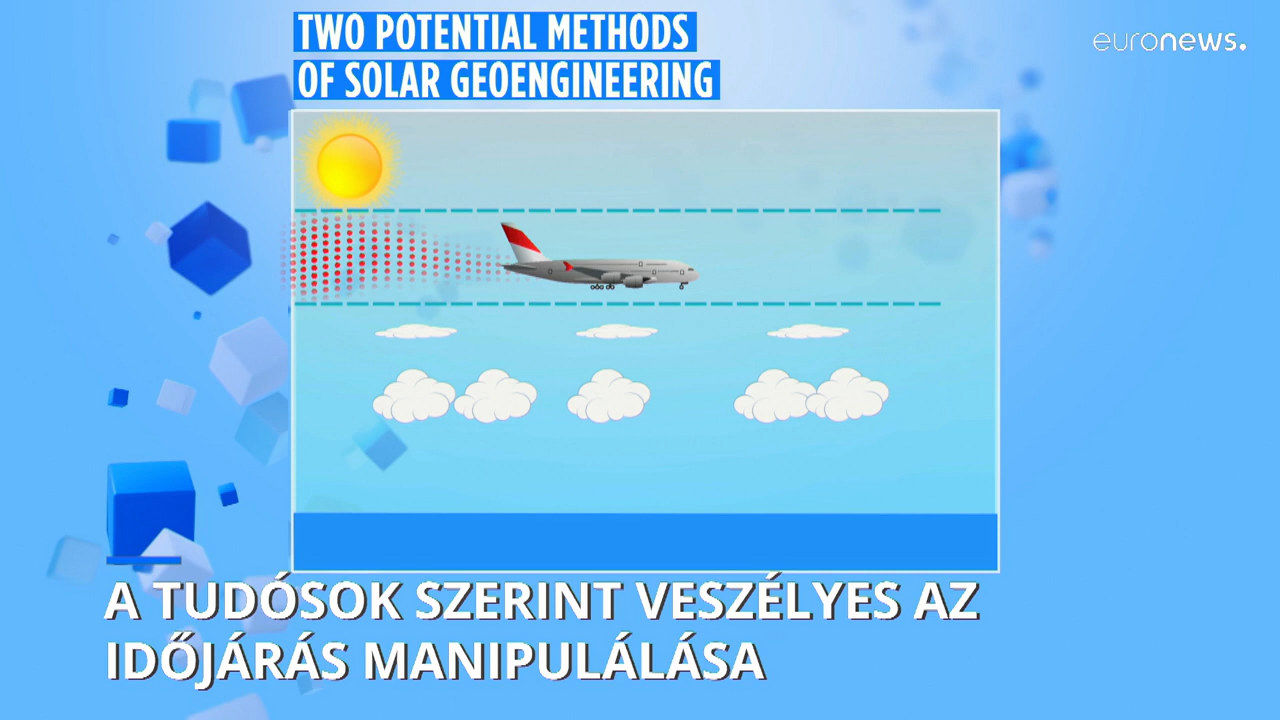 TWO POTENTIAL METHODS
OF SOLAR GEOENGINEERING
euronews.
A TUDÓSOK SZERINT VESZÉLYES AZ
IDŐJÁRÁS MANIPULÁLÁSA